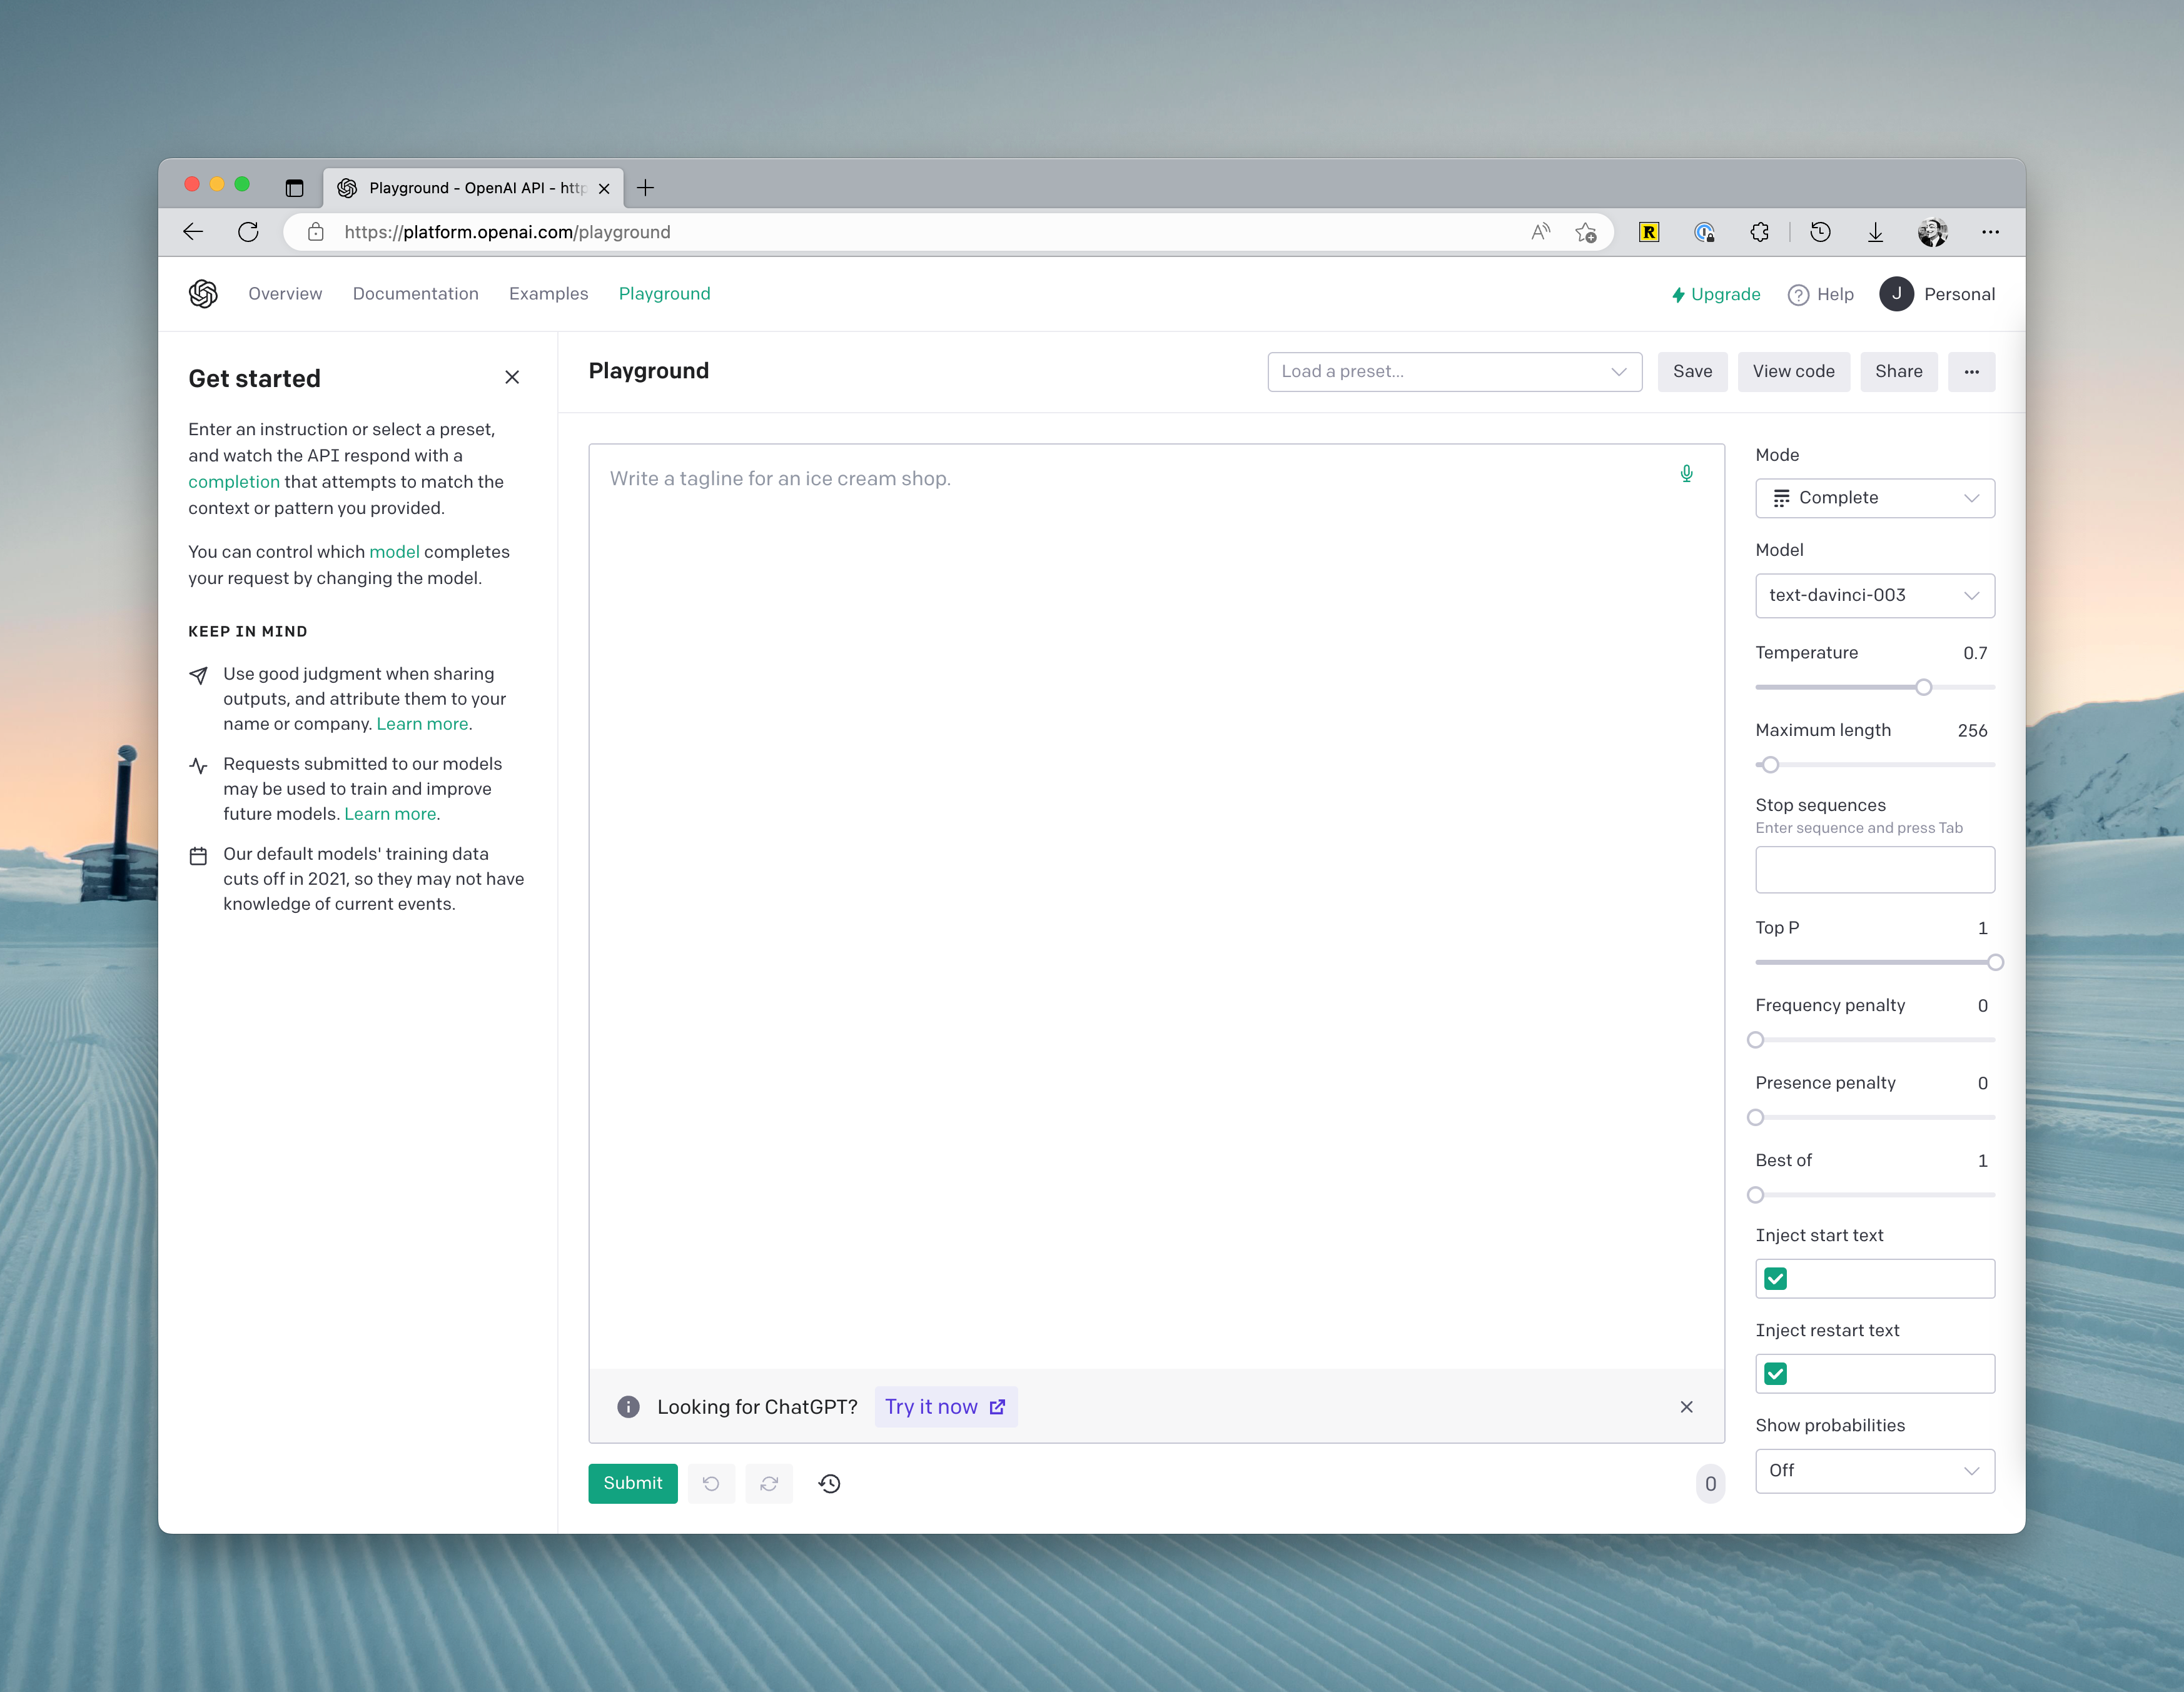 Playground - OpenAI API - http
https://platform.openai.com/playground
Overview Documentation Examples Playground
Upgrade Help J Personal
Get started
Enter an instruction or select a preset,
and watch the API respond with a
completion that attempts to match the
context or pattern you provided.
You can control which model completes
your request by changing the model.
KEEP IN MIND
Use good judgment when sharing
outputs, and attribute them to your
name or company. Learn more.
Requests submitted to our models
may be used to train and improve
future models. Learn more.
Our default models' training data
cuts off in 2021, so they may not have
knowledge of current events.
Playground
Load a preset...
Save
View code
Share
Write a tagline for an ice cream shop.
Looking for ChatGPT? Try it now
Submit
0
Mode
Complete
Model
text-davinci-003
Temperature 0.7
Maximum length 256
Stop sequences
Enter sequence and press Tab
Top P 1
Frequency penalty 0
Presence penalty 0
Best of 1
Inject start text
Inject restart text
Show probabilities
Off